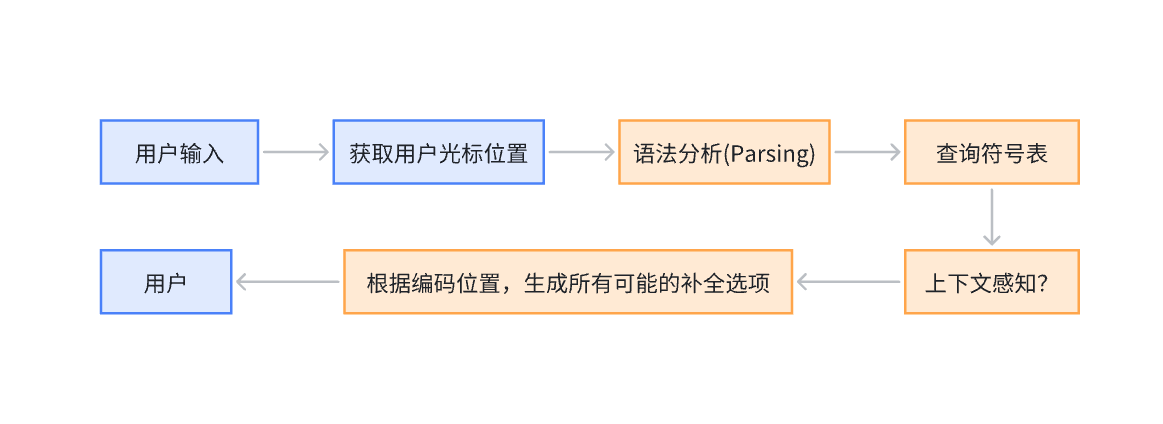 用户输入
获取用户光标位置
语法分析(Parsing)
查询符号表
上下文感知？
根据编码位置，生成所有可能的补全选项
用户